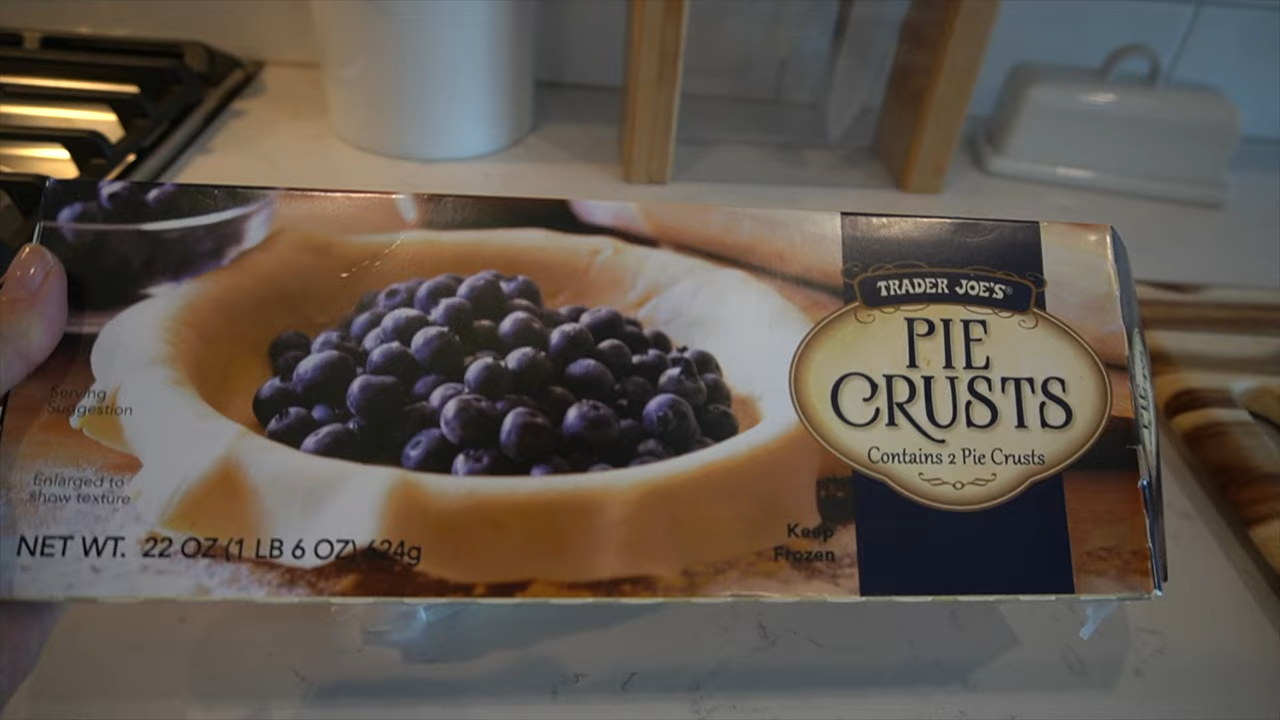 TRADER JOE'S®
PIE
CRUSTS
Contains 2 Pie Crusts
Serving
Suggestion
Enlarged to
show texture
NET WT. 22 OZ (1 LB 6 OZ) 624g
Keep
Frozen